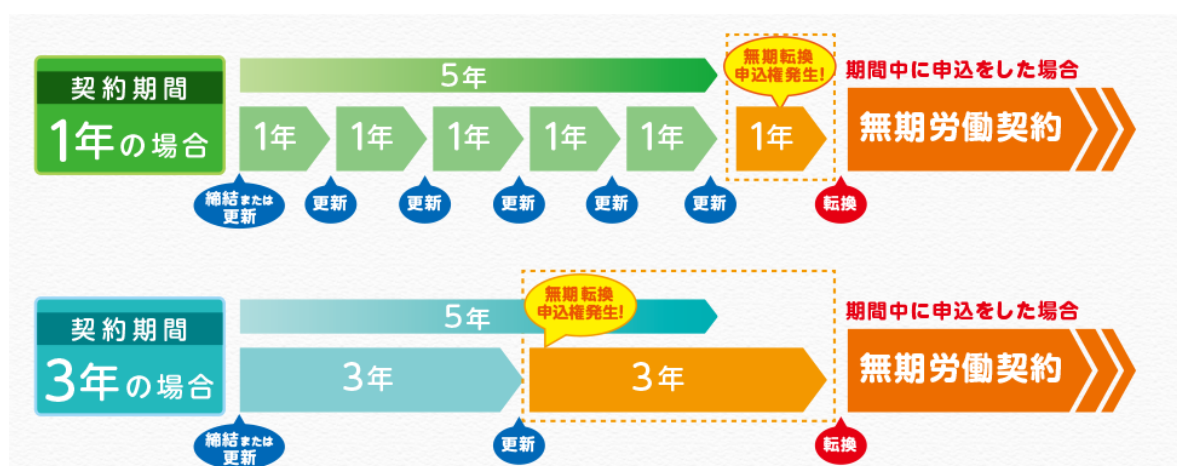 契約期間
1年の場合
5年
1年
1年
1年
1年
1年
無期転換
申込権発生!
1年
期間中に申込をした場合
無期労働契約
締結または
更新
更新
更新
更新
更新
更新
転換
契約期間
3年の場合
5年
3年
無期転換
申込権発生!
3年
期間中に申込をした場合
無期労働契約
締結または
更新
更新
転換